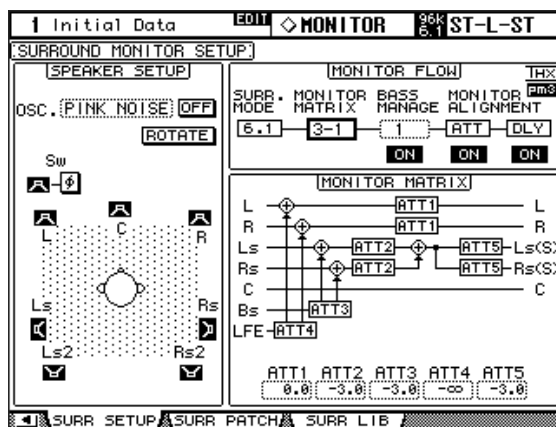 1 Initial Data EDIT ◇MONITOR 96k 6.1 ST-L-ST
SURROUND MONITOR SETUP
SPEAKER SETUP
OSC. PINK NOISE OFF
ROTATE
Sw
ϕ
L C R
Ls Rs
Ls2 Rs2
MONITOR FLOW THX pm3
SURR. MODE MONITOR MATRIX BASS MANAGE MONITOR ALIGNMENT
6.1 3-1 1 ATT DLY
ON ON ON
MONITOR MATRIX
L ATT1 L
R ATT1 R
Ls ATT2 ATT5 Ls(S)
Rs ATT2 ATT5 Rs(S)
C C
Bs ATT3
LFE ATT4
ATT1 ATT2 ATT3 ATT4 ATT5
0.0 -3.0 -3.0 -∞ -3.0
SURR SETUP SURR PATCH SURR LIB